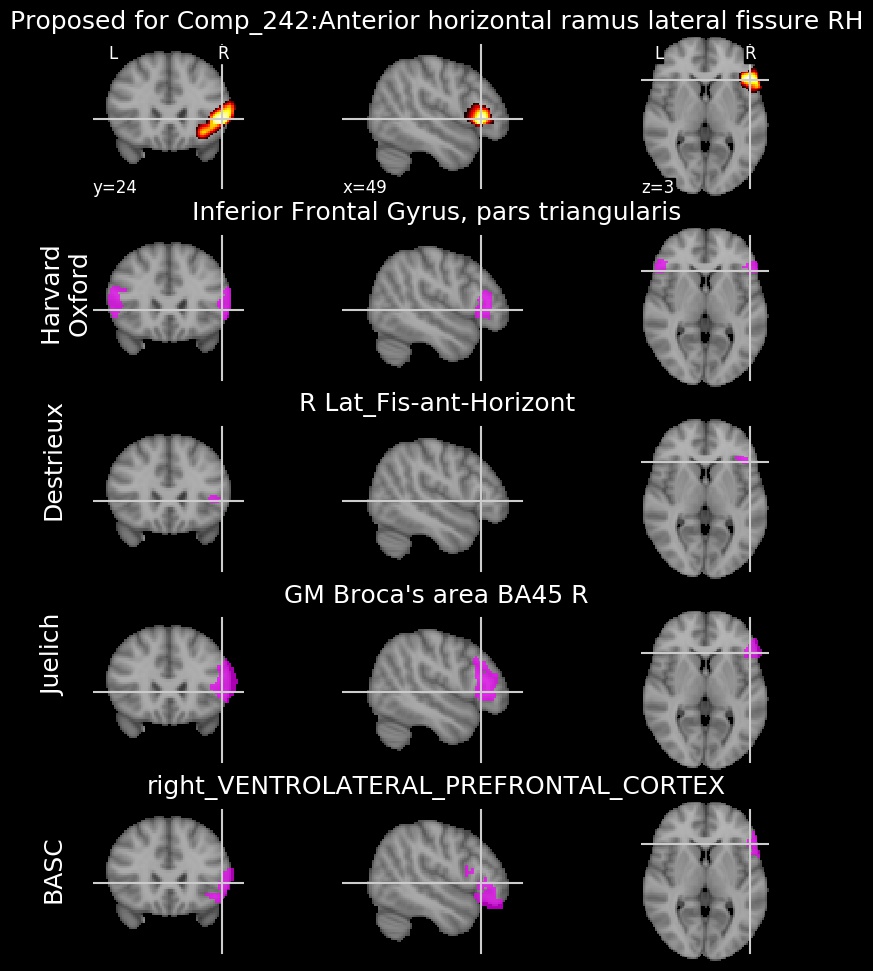 Proposed for Comp_242:Anterior horizontal ramus lateral fissure RH
L R L R
y=24 x=49 z=3
Inferior Frontal Gyrus, pars triangularis
Harvard
Oxford
R Lat_Fis-ant-Horizont
Destrieux
GM Broca's area BA45 R
Juelich
right_VENTROLATERAL_PREFRONTAL_CORTEX
BASC